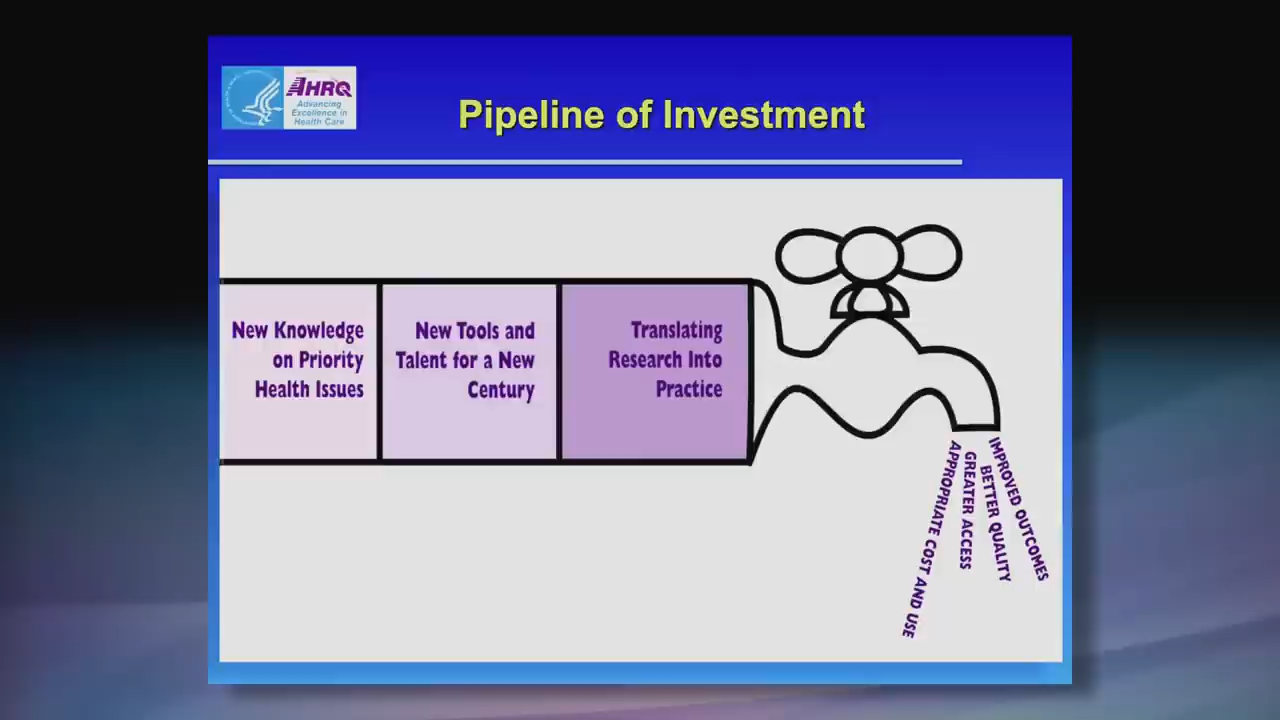 AHRQ
Advancing
Excellence in
Health Care
Pipeline of Investment
New Knowledge
on Priority
Health Issues
New Tools and
Talent for a New
Century
Translating
Research Into
Practice
APPROPRIATE COST AND USE
GREATER ACCESS
BETTER QUALITY
IMPROVED OUTCOMES